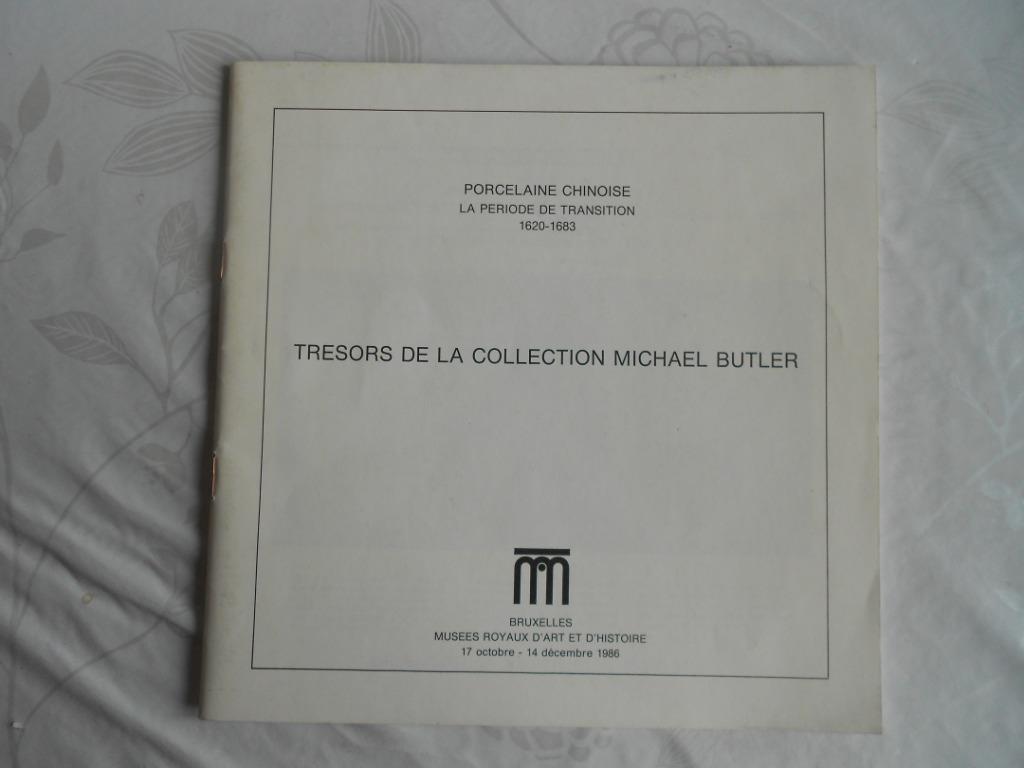 PORCELAINE CHINOISE
LA PERIODE DE TRANSITION
1620-1683
TRESORS DE LA COLLECTION MICHAEL BUTLER
BRUXELLES
MUSEES ROYAUX D'ART ET D'HISTOIRE
17 octobre - 14 décembre 1986